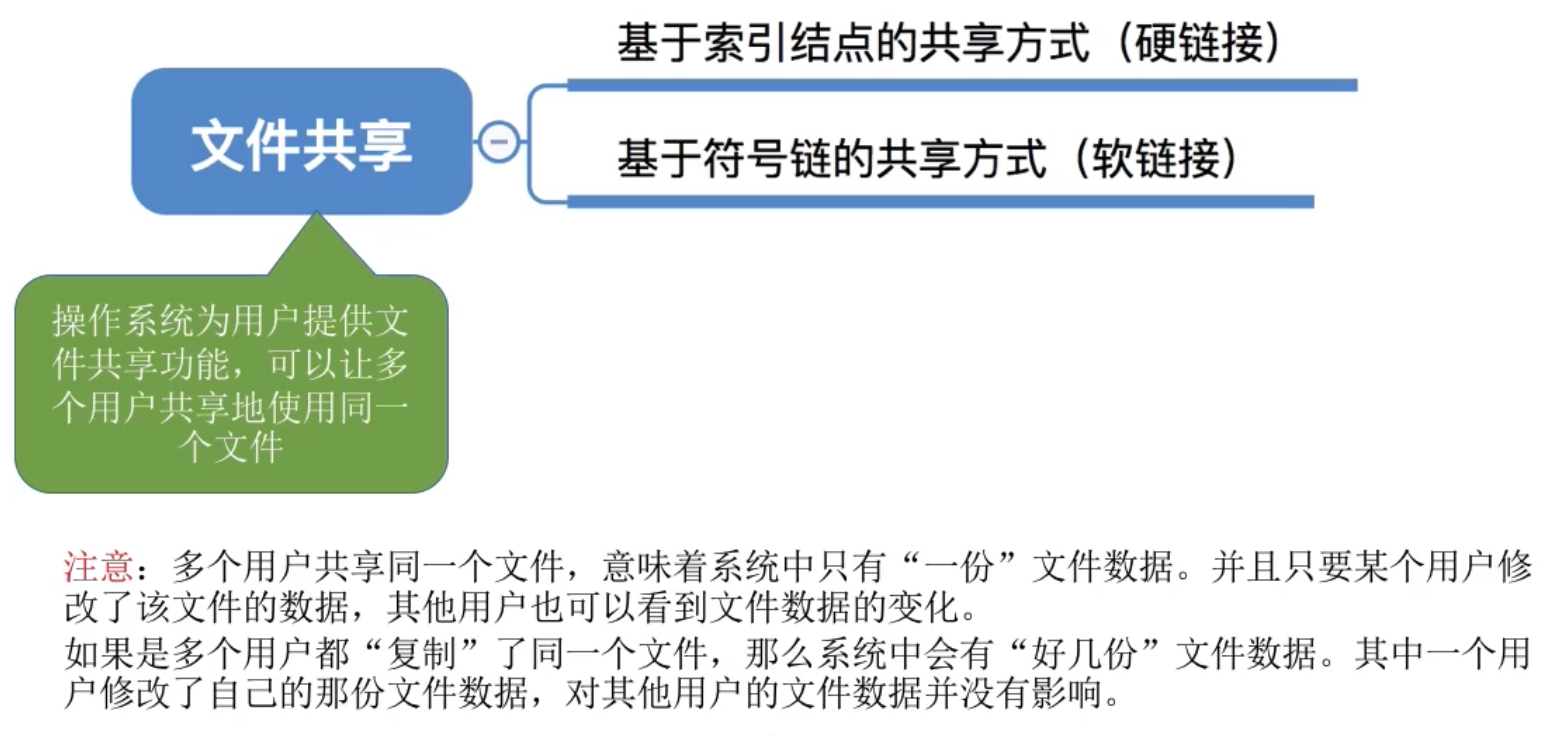 基于索引结点的共享方式（硬链接）
文件共享
基于符号链的共享方式（软链接）
操作系统为用户提供文
件共享功能，可以让多
个用户共享地使用同一
个文件
注意：多个用户共享同一个文件，意味着系统中只有“一份”文件数据。并且只要某个用户修
改了该文件的数据，其他用户也可以看到文件数据的变化。
如果是多个用户都“复制”了同一个文件，那么系统中会有“好几份”文件数据。其中一个用
户修改了自己的那份文件数据，对其他用户的文件数据并没有影响。